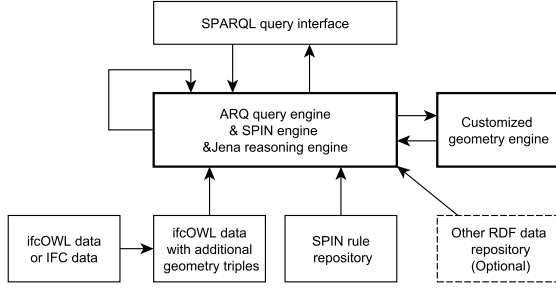 SPARQL query interface
ARQ query engine
& SPIN engine
&Jena reasoning engine
Customized
geometry engine
ifcOWL data
or IFC data
ifcOWL data
with additional
geometry triples
SPIN rule
repository
Other RDF data
repository
(Optional)